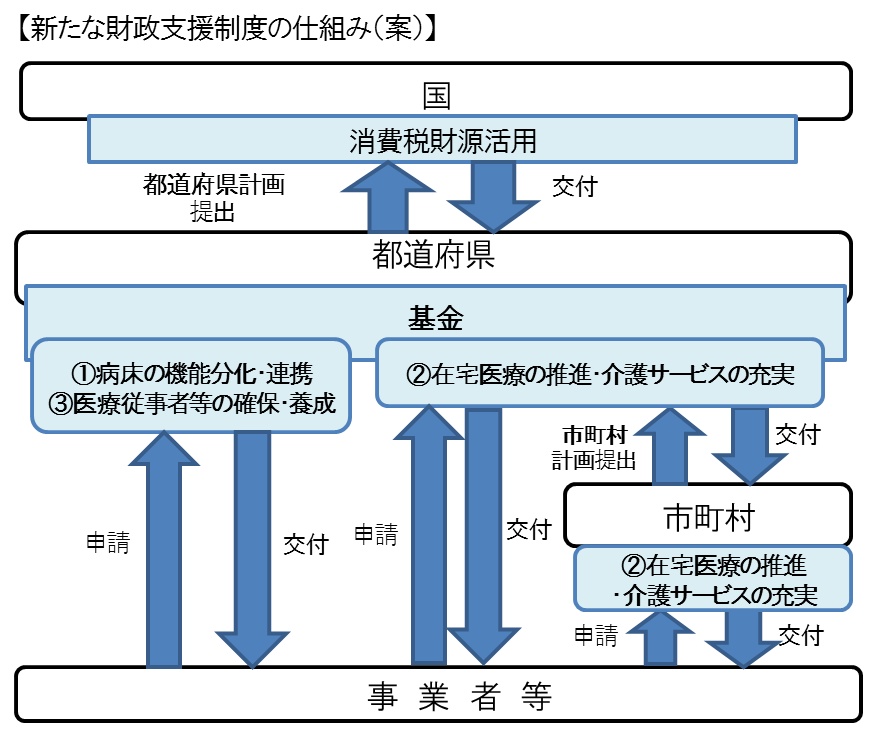 【新たな財政支援制度の仕組み（案）】
国
消費税財源活用
都道府県計画
提出
交付
都道府県
基金
①病床の機能分化・連携
③医療従事者等の確保・養成
②在宅医療の推進・介護サービスの充実
市町村
計画提出
交付
市町村
②在宅医療の推進
・介護サービスの充実
申請
交付
申請
交付
申請
交付
事業者等